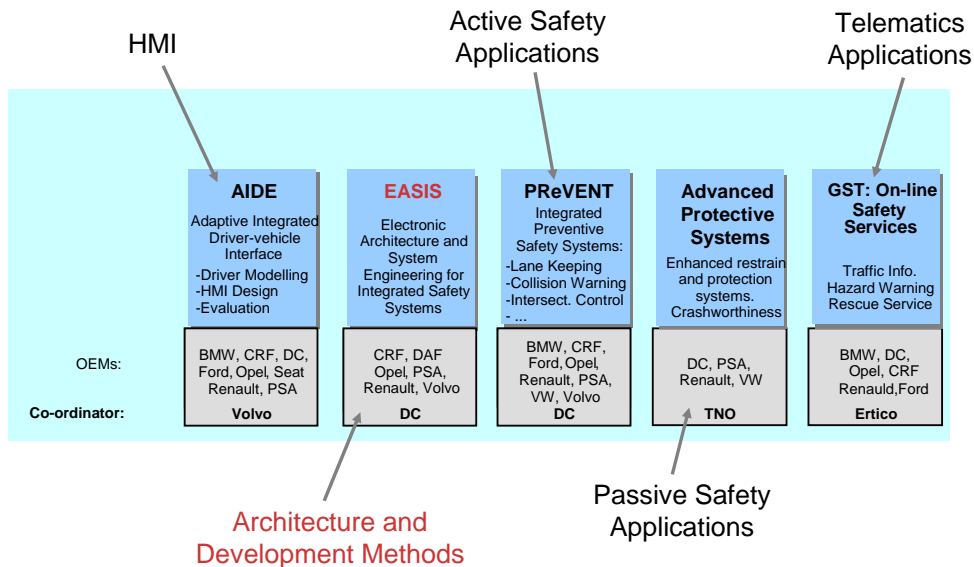 HMI
Active Safety
Applications
Telematics
Applications
AIDE
Adaptive Integrated
Driver-vehicle
Interface
-Driver Modelling
-HMI Design
-Evaluation
EASIS
Electronic
Architecture and
System
Engineering for
Integrated Safety
Systems
PReVENT
Integrated
Preventive
Safety Systems:
-Lane Keeping
-Collision Warning
-Intersect. Control
- ...
Advanced
Protective
Systems
Enhanced restrain
and protection
systems.
Crashworthiness
GST: On-line
Safety
Services
Traffic Info.
Hazard Warning
Rescue Service
OEMs:
BMW, CRF, DC,
Ford, Opel, Seat
Renault, PSA
CRF, DAF
Opel, PSA,
Renault, Volvo
BMW, CRF,
Ford,Opel,
Renault, PSA,
VW, Volvo
DC, PSA,
Renault, VW
BMW, DC,
Opel, CRF
Renauld,Ford
Co-ordinator:
Volvo
DC
DC
TNO
Ertico
Architecture and
Development Methods
Passive Safety
Applications